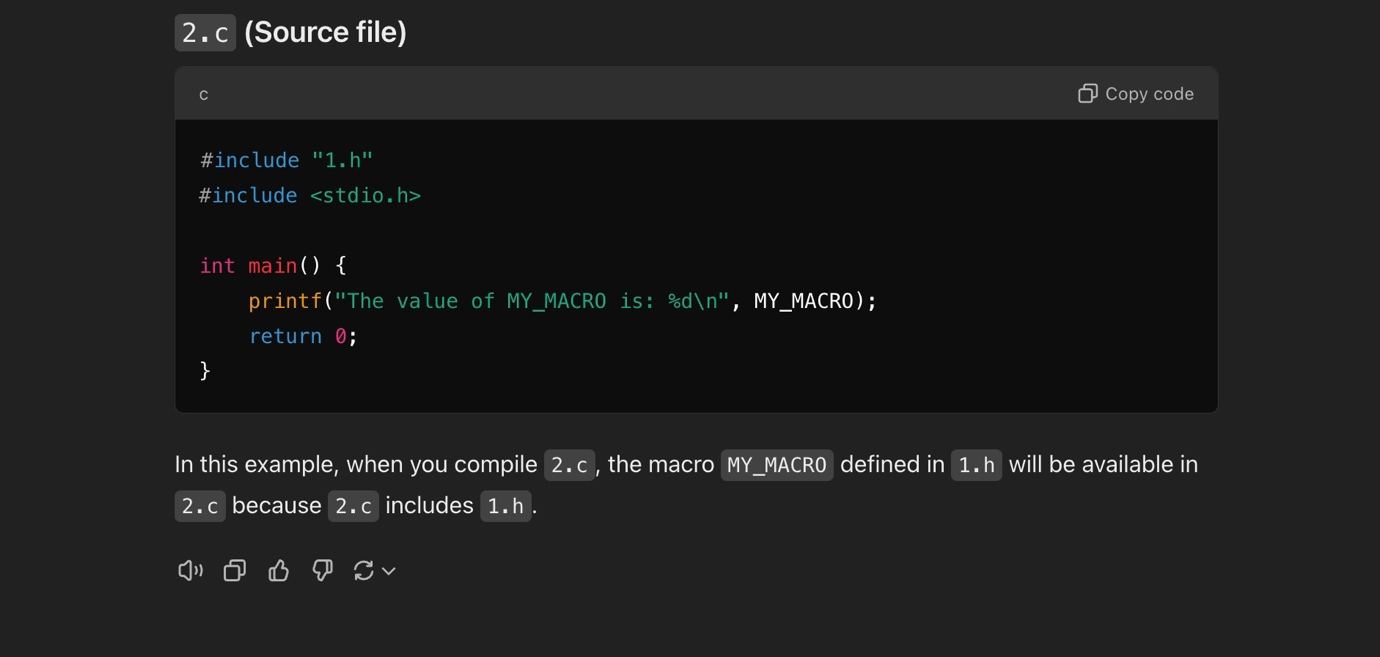 2.c (Source file)
c
Copy code
#include "1.h"
#include <stdio.h>
int main() {
    printf("The value of MY_MACRO is: %d\n", MY_MACRO);
    return 0;
}
In this example, when you compile 2.c, the macro MY_MACRO defined in 1.h will be available in
2.c because 2.c includes 1.h.